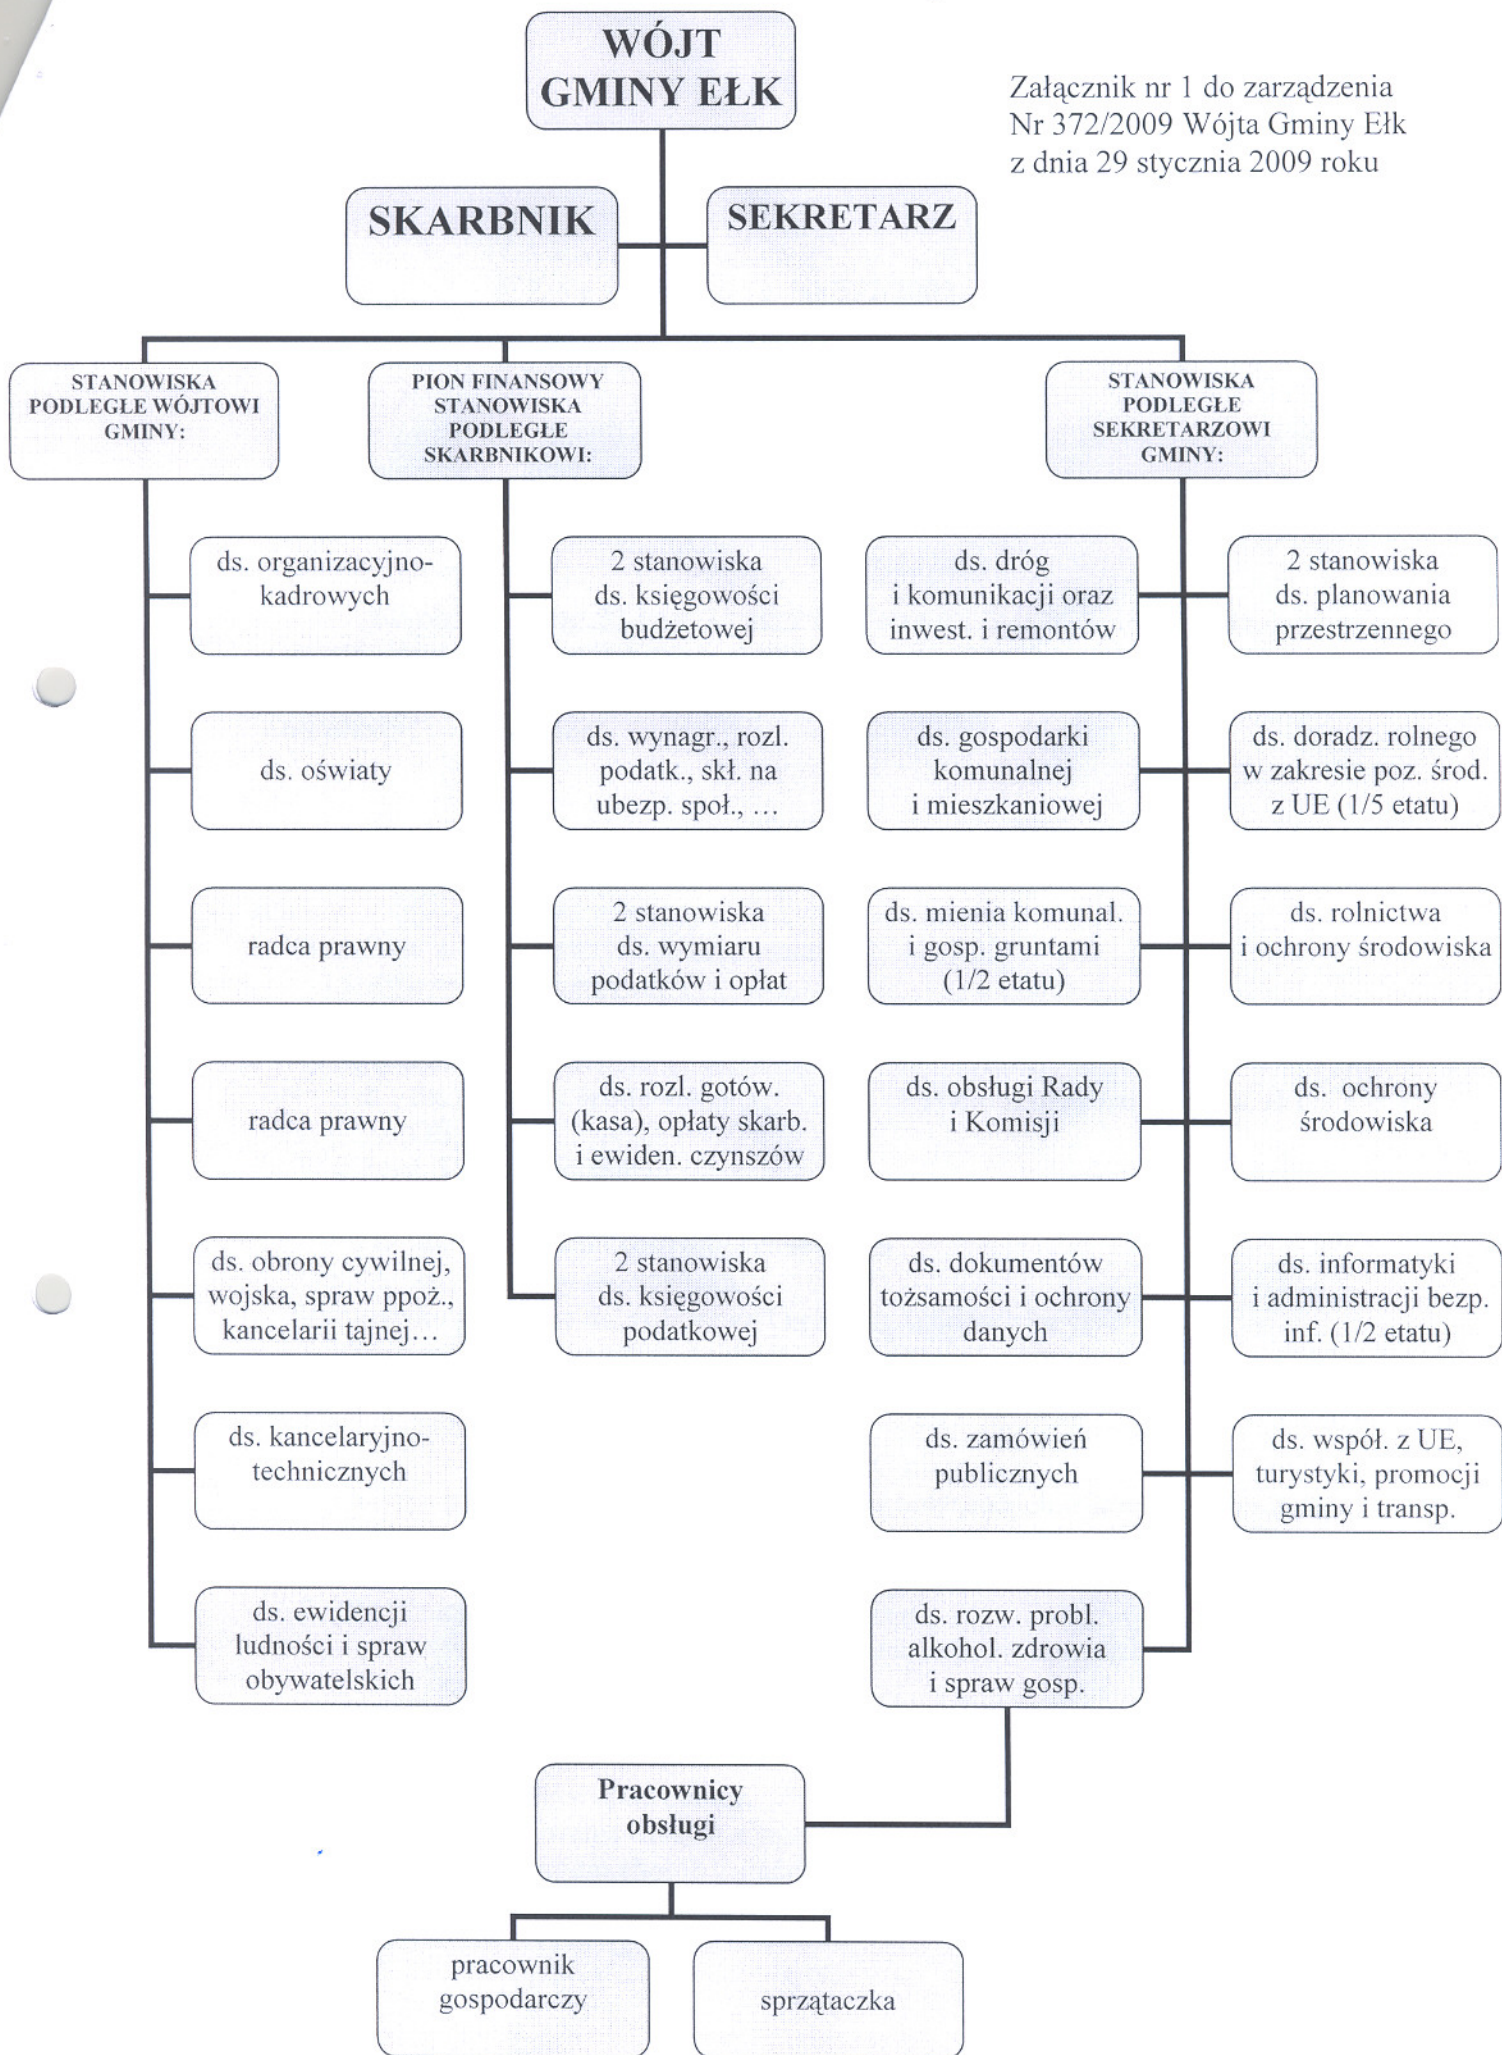 WÓJT
GMINY EŁK
Załącznik nr 1 do zarządzenia
Nr 372/2009 Wójta Gminy Ełk
z dnia 29 stycznia 2009 roku
SKARBNIK
SEKRETARZ
STANOWISKA
PODLEGŁE WÓJTOWI
GMINY:
PION FINANSOWY
STANOWISKA
PODLEGŁE
SKARBNIKOWI:
STANOWISKA
PODLEGŁE
SEKRETARZOWI
GMINY:
ds. organizacyjno-
kadrowych
ds. oświaty
radca prawny
radca prawny
ds. obrony cywilnej,
wojska, spraw ppoż.,
kancelarii tajnej…
ds. kancelaryjno-
technicznych
ds. ewidencji
ludności i spraw
obywatelskich
2 stanowiska
ds. księgowości
budżetowej
ds. wynagr., rozl.
podatk., skł. na
ubezp. społ., …
2 stanowiska
ds. wymiaru
podatków i opłat
ds. rozl. gotów.
(kasa), opłaty skarb.
i ewiden. czynszów
2 stanowiska
ds. księgowości
podatkowej
ds. dróg
i komunikacji oraz
inwest. i remontów
ds. gospodarki
komunalnej
i mieszkaniowej
ds. mienia komunal.
i gosp. gruntami
(1/2 etatu)
ds. obsługi Rady
i Komisji
ds. dokumentów
tożsamości i ochrony
danych
ds. zamówień
publicznych
ds. rozw. probl.
alkohol. zdrowia
i spraw gosp.
2 stanowiska
ds. planowania
przestrzennego
ds. doradz. rolnego
w zakresie poz. środ.
z UE (1/5 etatu)
ds. rolnictwa
i ochrony środowiska
ds. ochrony
środowiska
ds. informatyki
i administracji bezp.
inf. (1/2 etatu)
ds. współ. z UE,
turystyki, promocji
gminy i transp.
Pracownicy
obsługi
pracownik
gospodarczy
sprzątaczka